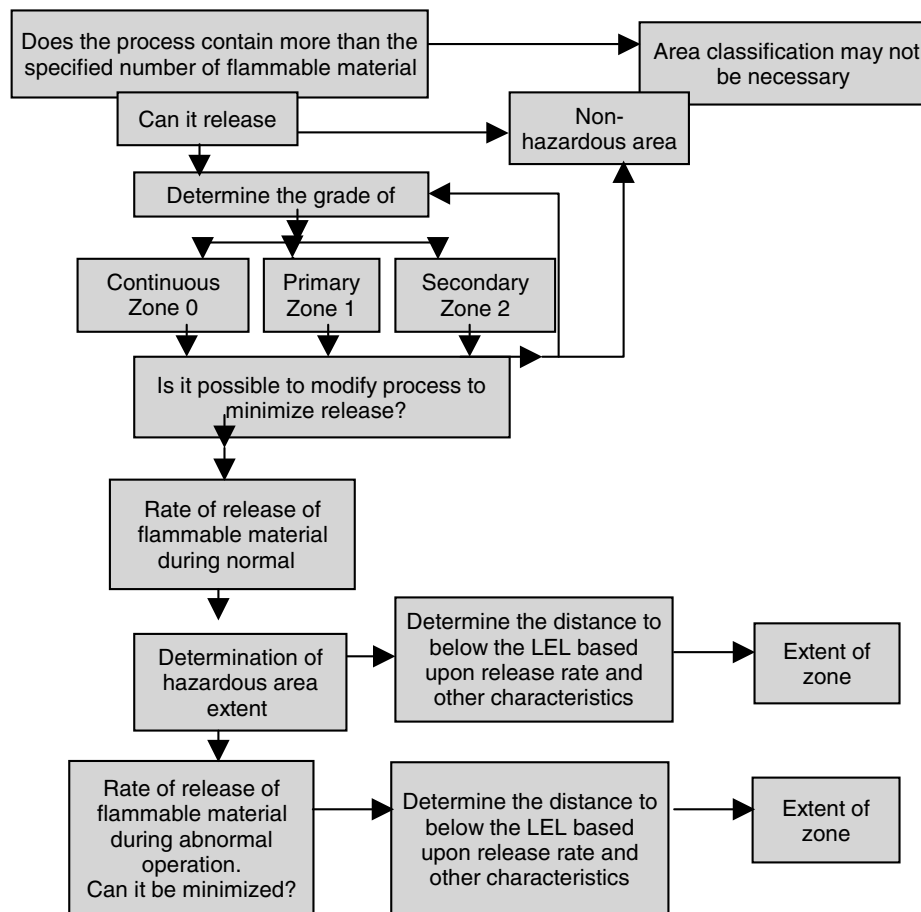 Does the process contain more than the
specified number of flammable material
Area classification may not
be necessary
Can it release
Non-
hazardous area
Determine the grade of
Continuous
Zone 0
Primary
Zone 1
Secondary
Zone 2
Is it possible to modify process to
minimize release?
Rate of release of
flammable material
during normal
Determination of
hazardous area
extent
Determine the distance to
below the LEL based
upon release rate and
other characteristics
Extent of
zone
Rate of release of
flammable material
during abnormal
operation.
Can it be minimized?
Determine the distance to
below the LEL based
upon release rate and
other characteristics
Extent of
zone